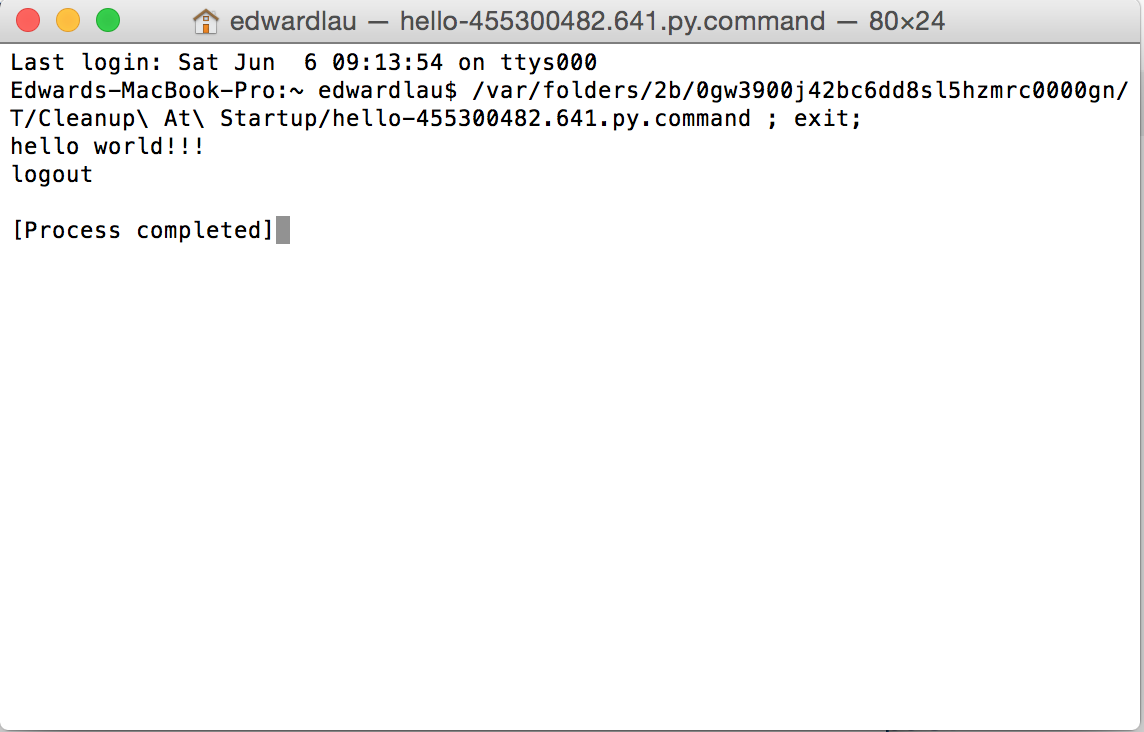 edwardlau — hello-455300482.641.py.command — 80×24
Last login: Sat Jun  6 09:13:54 on ttys000
Edwards-MacBook-Pro:~ edwardlau$ /var/folders/2b/0gw3900j42bc6dd8sl5hzmrc0000gn/
T/Cleanup\ At\ Startup/hello-455300482.641.py.command ; exit;
hello world!!!
logout
[Process completed]